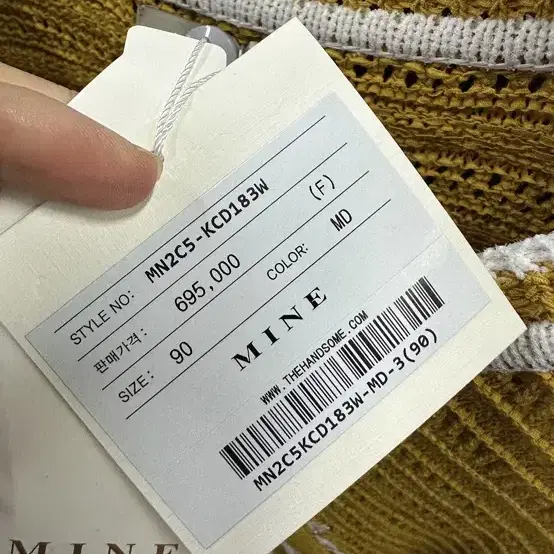 STYLE NO: MN2C5-KCD183W
판매가격: 695,000 (F)
SIZE: 90 COLOR: MD
MINE
WWW.THEHANDSOME.COM
MN2C5KCD183W-MD-3(90)
MINE